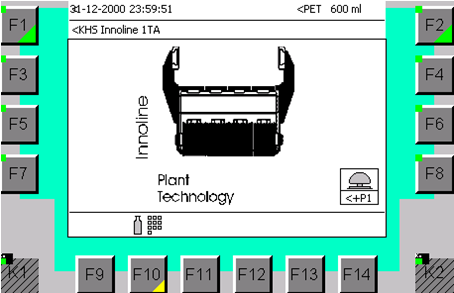 31-12-2000 23:59:51 <PET 600 ml
<KHS Innoline 1TA
F1
F2
F3
F4
F5
F6
F7
F8
Innoline
Plant
Technology
<+P1
K1
F9
F10
F11
F12
F13
F14
K2